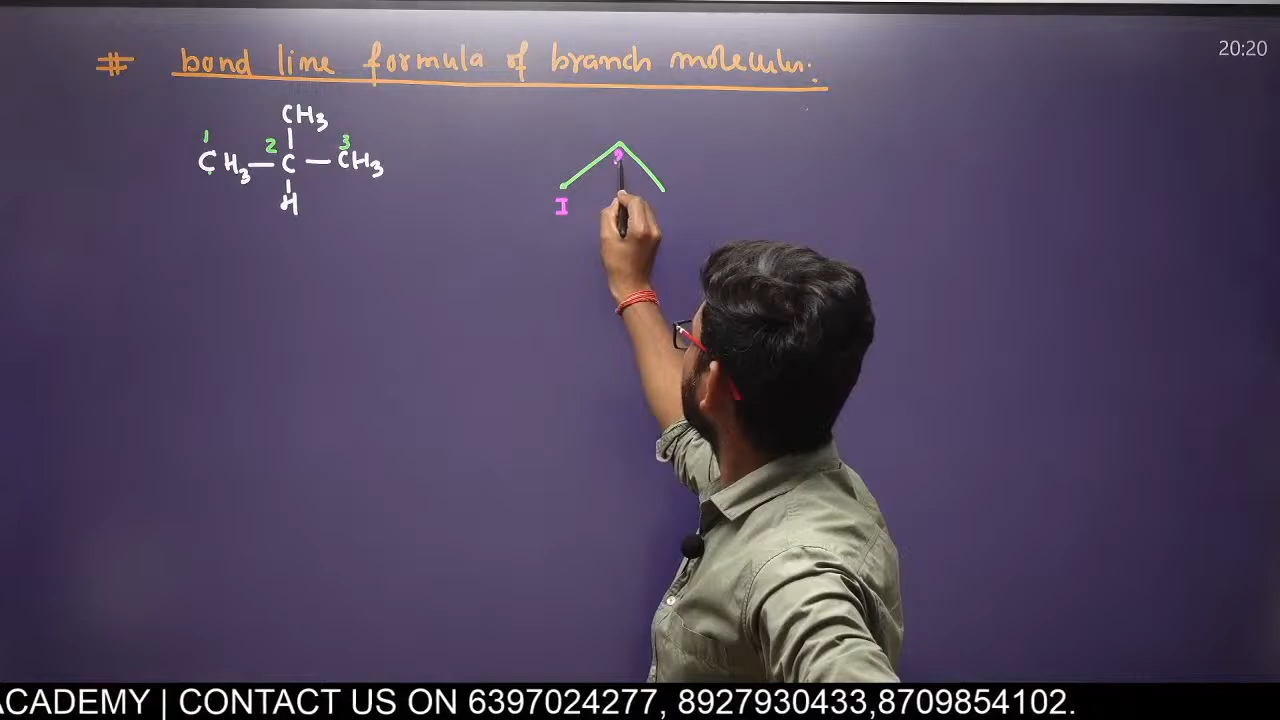 20:20
# bond line formula of branch molecular:
CH3
1 2 3
CH3—C—CH3
H
I
ACADEMY | CONTACT US ON 6397024277, 8927930433,8709854102.